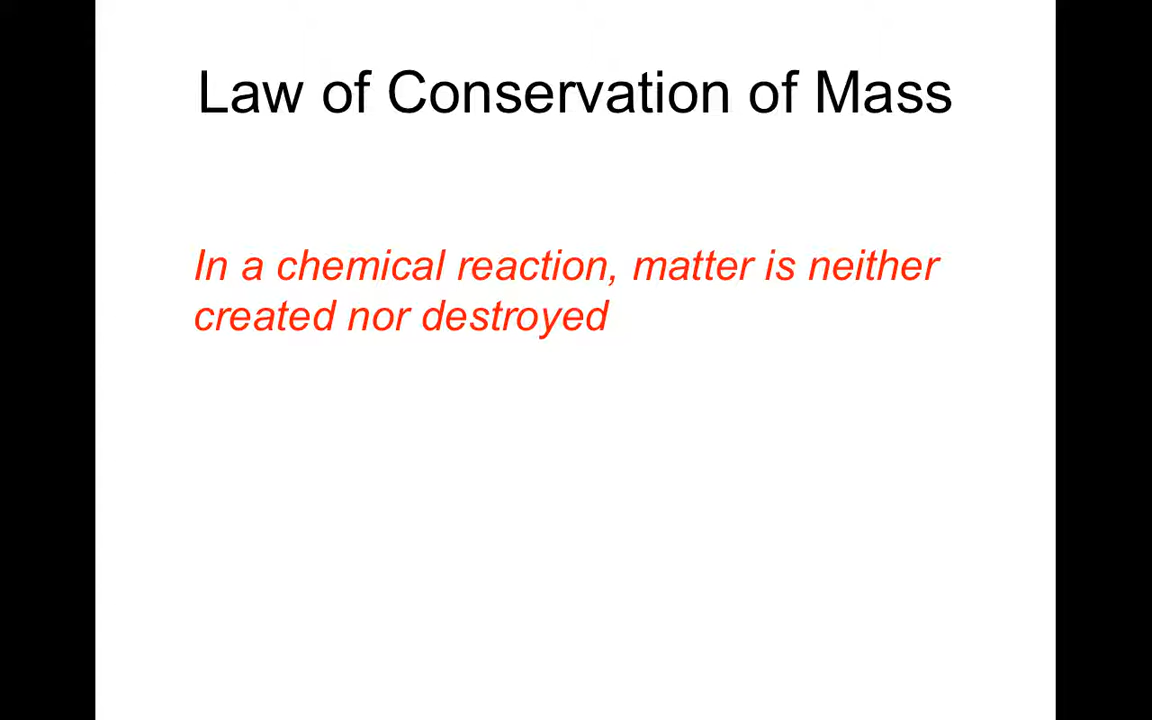 Law of Conservation of Mass
In a chemical reaction, matter is neither
created nor destroyed